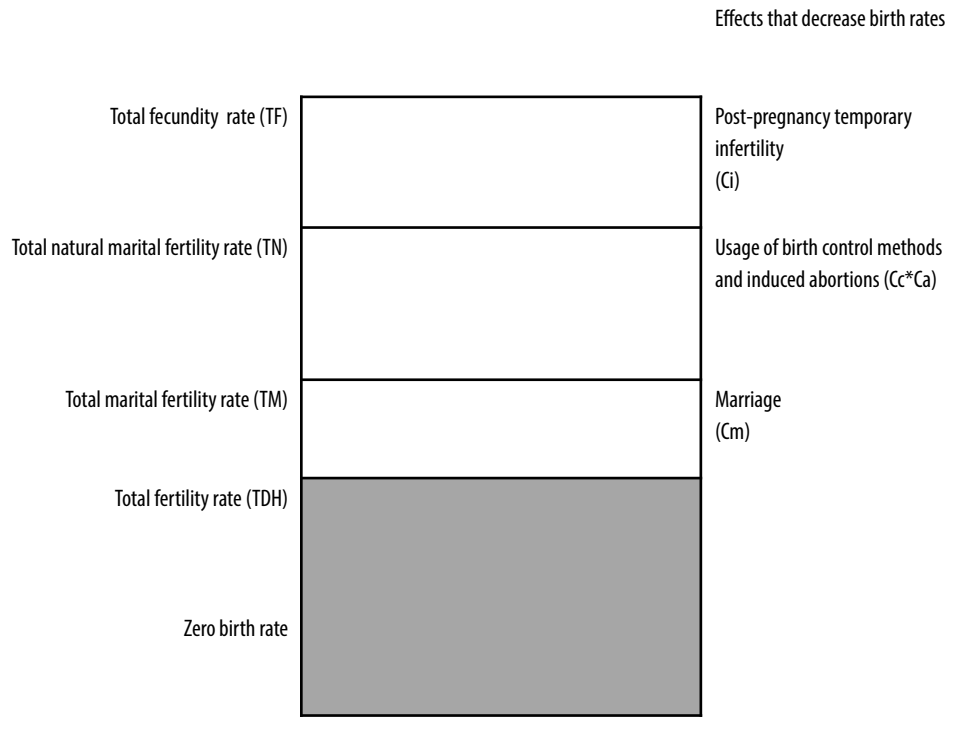 Effects that decrease birth rates
Total fecundity rate (TF)
Post-pregnancy temporary
infertility
(Ci)
Total natural marital fertility rate (TN)
Usage of birth control methods
and induced abortions (Cc*Ca)
Total marital fertility rate (TM)
Marriage
(Cm)
Total fertility rate (TDH)
Zero birth rate